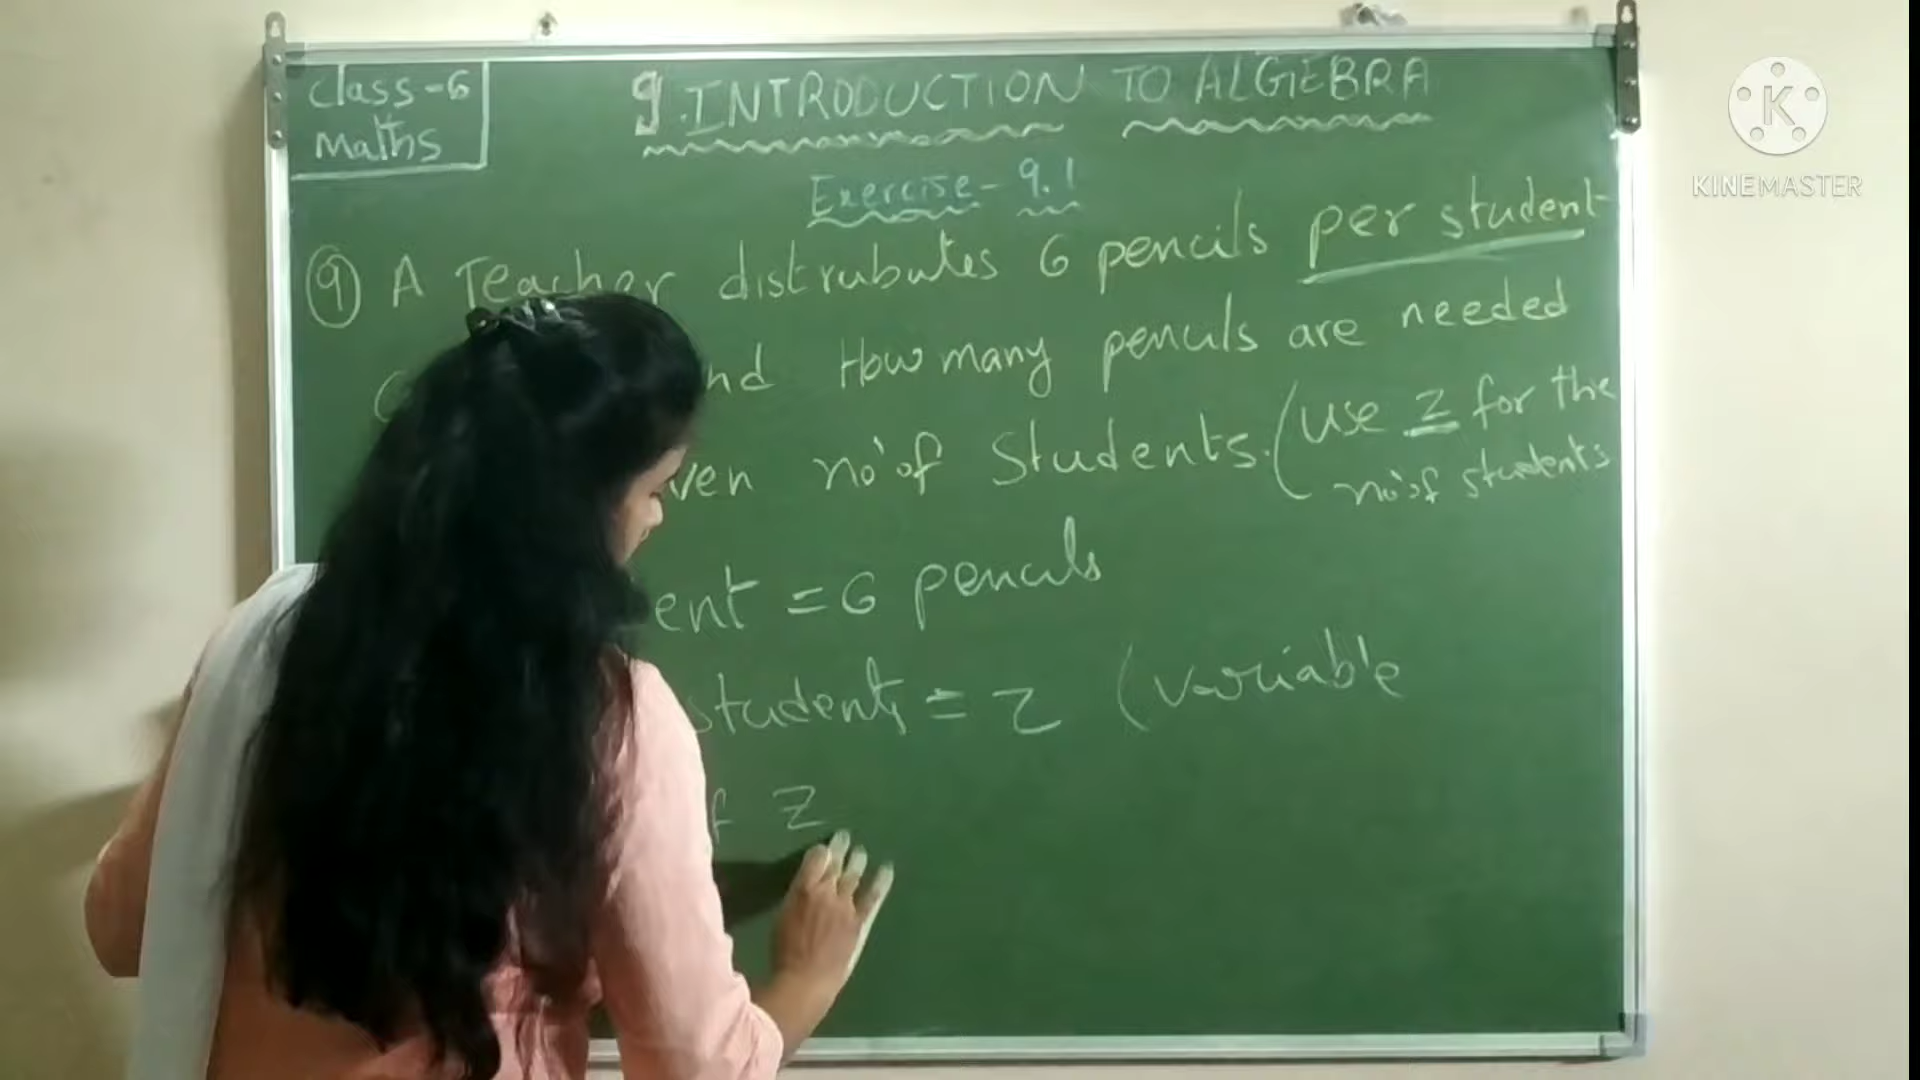 Class-6
Maths
9.INTRODUCTION TO ALGEBRA
Exercise-9.1
9 A Teacher distrubutes 6 pencils per student
How many pencils are needed
no'of students. (use z for the
no'of students
= 6 pencils
students = z (variable
z
K
KINEMASTER